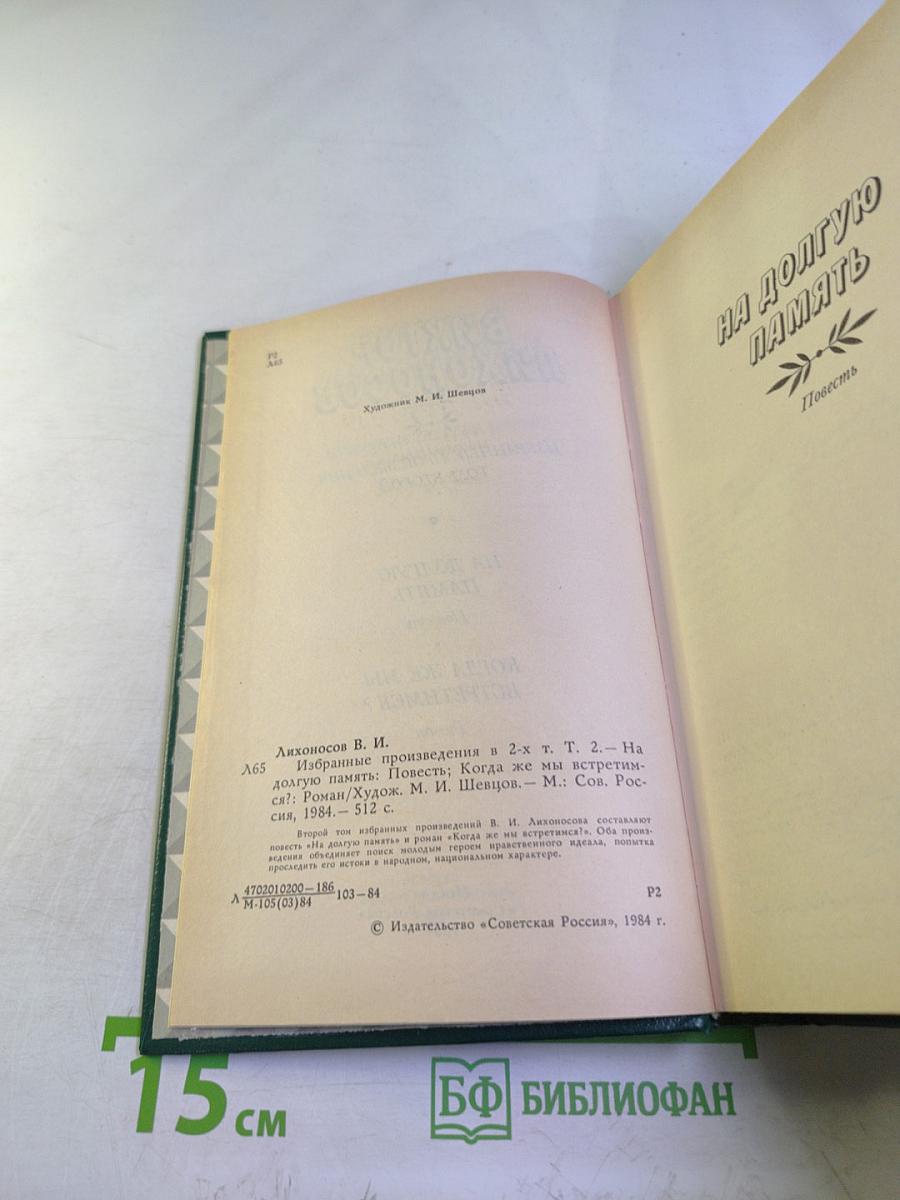 Р2
Л65
Художник М. И. Шевцов
Лихоносов В. И.
Л65 Избранные произведения в 2-х т. Т. 2.— На
долгую память: Повесть; Когда же мы встретим-
ся?: Роман/Худож. М. И. Шевцов.— М.: Сов. Рос-
сия, 1984.— 512 с.
Второй том избранных произведений В. И. Лихоносова составляют
повесть «На долгую память» и роман «Когда же мы встретимся?». Оба произ-
ведения объединяет поиск молодым героем нравственного идеала, попытка
проследить его истоки в народном, национальном характере.
Л 4702010200—186 103—84 Р2
М-105(03)84
© Издательство «Советская Россия», 1984 г.
НА ДОЛГУЮ
ПАМЯТЬ
Повесть
15 см
БФ БИБЛИОФАН